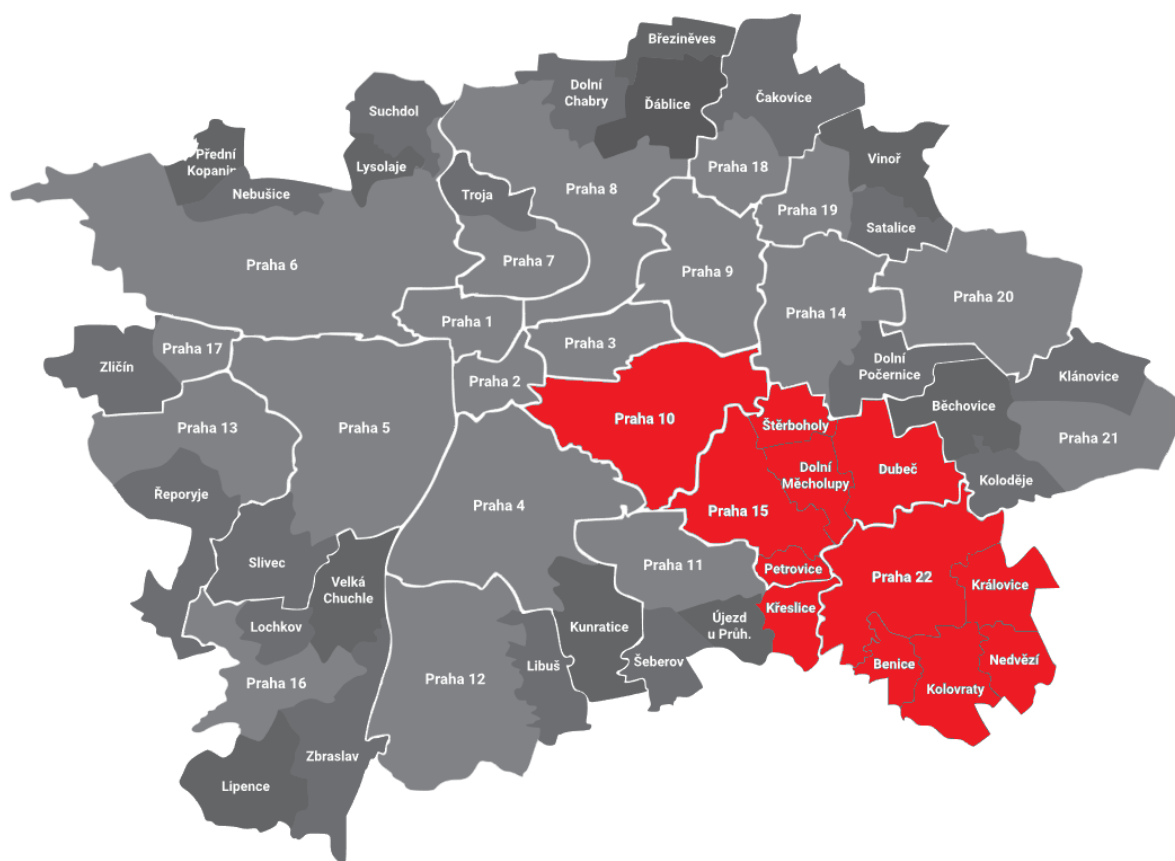 Březiněves
Dolní
Chabry
Ďáblice
Čakovice
Suchdol
Přední
Kopanin
Lysolaje
Nebušice
Troja
Praha 8
Praha 18
Vinoř
Praha 19
Satalice
Praha 6
Praha 7
Praha 9
Praha 20
Praha 1
Praha 14
Praha 3
Praha 17
Zličín
Praha 2
Dolní
Počernice
Klánovice
Běchovice
Praha 13
Praha 5
Praha 10
Štěrboholy
Praha 21
Dubeč
Dolní
Měcholupy
Koloděje
Řeporyje
Praha 4
Praha 15
Slivec
Velká
Chuchle
Praha 11
Petrovice
Praha 22
Královice
Křeslice
Lochkov
Kunratice
Újezd
u Průh.
Praha 16
Praha 12
Libuš
Šeberov
Benice
Nedvězí
Kolovraty
Zbraslav
Lipence